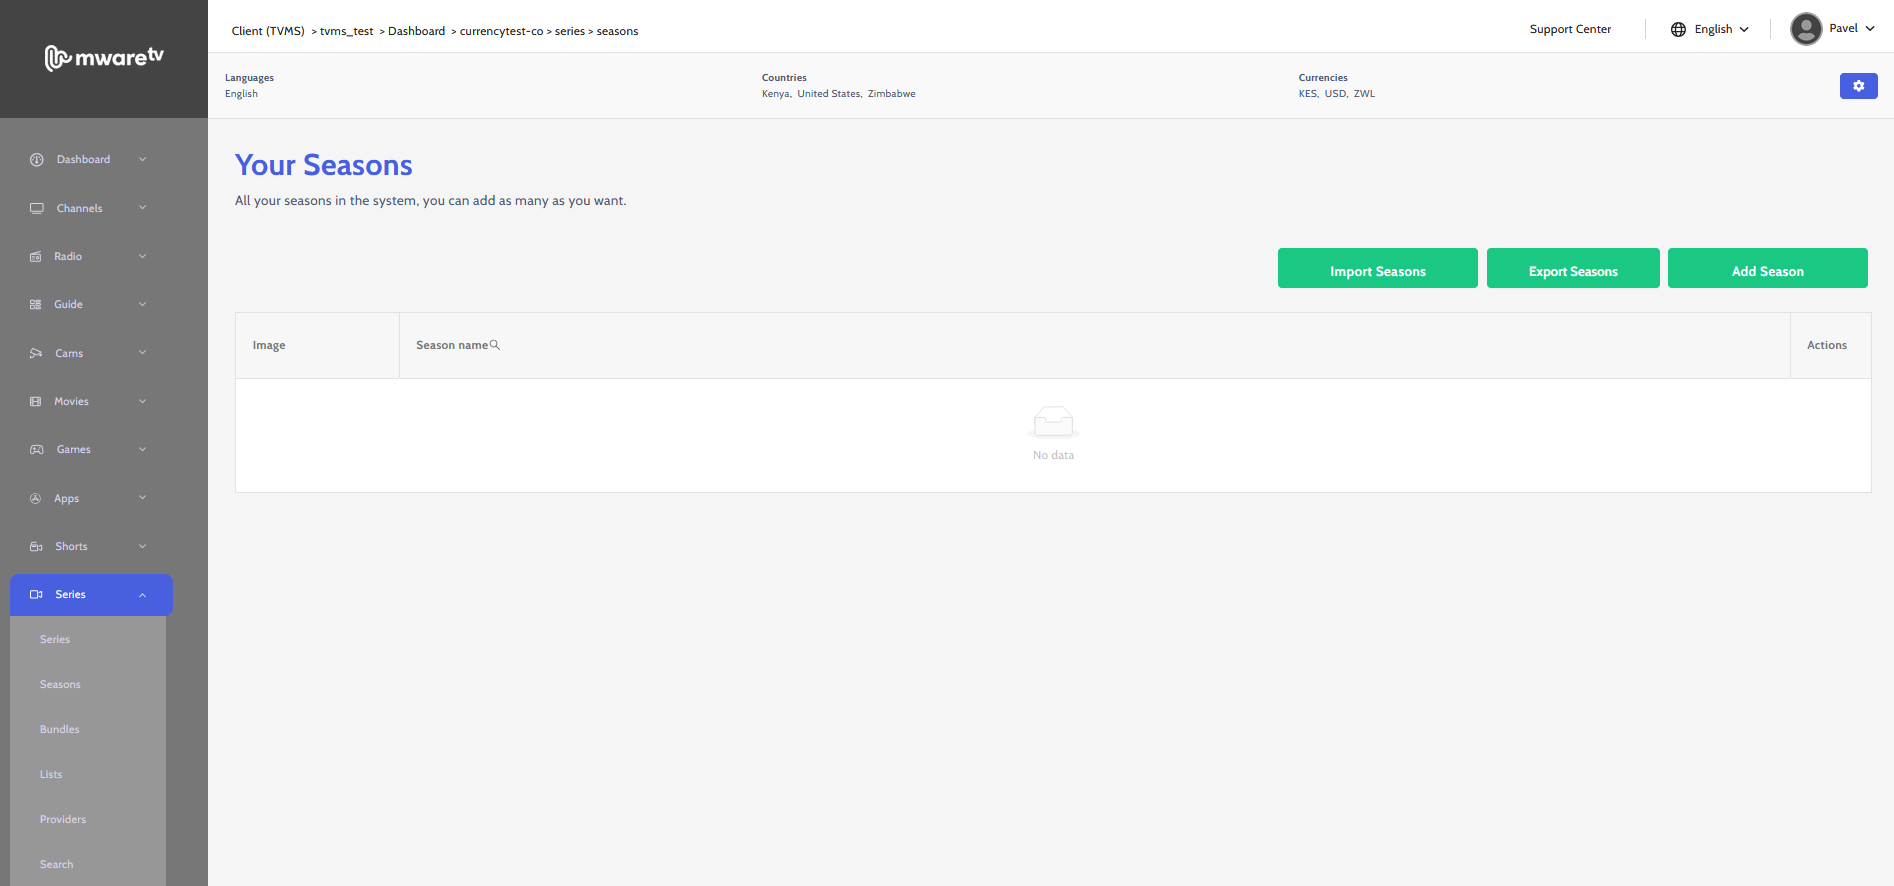 mwaretv
Client (TVMS) > tvms_test > Dashboard > currencytest-co > series > seasons
Support Center
English
Pavel
Languages
English
Countries
Kenya, United States, Zimbabwe
Currencies
KES, USD, ZWL
Dashboard
Channels
Radio
Guide
Cams
Movies
Games
Apps
Shorts
Series
Series
Seasons
Bundles
Lists
Providers
Search
Your Seasons
All your seasons in the system, you can add as many as you want.
Import Seasons
Export Seasons
Add Season
Image
Season name
Actions
No data